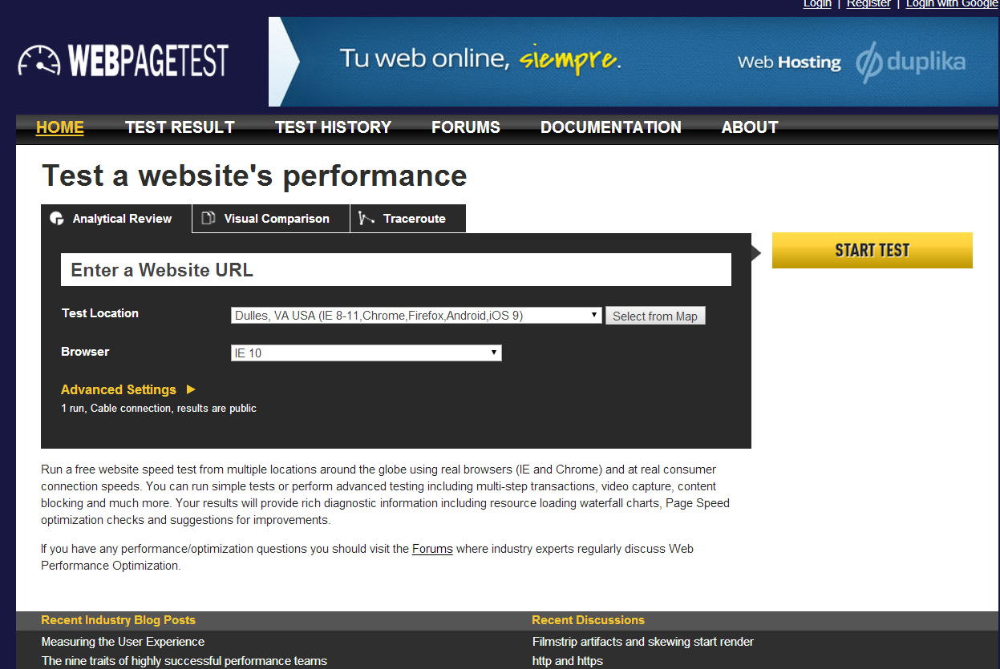 Login | Register | Login with Google
WEBPAGETEST
Tu web online, siempre.
Web Hosting duplika
HOME TEST RESULT TEST HISTORY FORUMS DOCUMENTATION ABOUT
Test a website's performance
Analytical Review Visual Comparison Traceroute
START TEST
Enter a Website URL
Test Location Dulles, VA USA (IE 8-11,Chrome,Firefox,Android,iOS 9) Select from Map
Browser IE 10
Advanced Settings
1 run, Cable connection, results are public
Run a free website speed test from multiple locations around the globe using real browsers (IE and Chrome) and at real consumer
connection speeds. You can run simple tests or perform advanced testing including multi-step transactions, video capture, content
blocking and much more. Your results will provide rich diagnostic information including resource loading waterfall charts, Page Speed
optimization checks and suggestions for improvements.
If you have any performance/optimization questions you should visit the Forums where industry experts regularly discuss Web
Performance Optimization.
Recent Industry Blog Posts
Measuring the User Experience
The nine traits of highly successful performance teams
Recent Discussions
Filmstrip artifacts and skewing start render
http and https